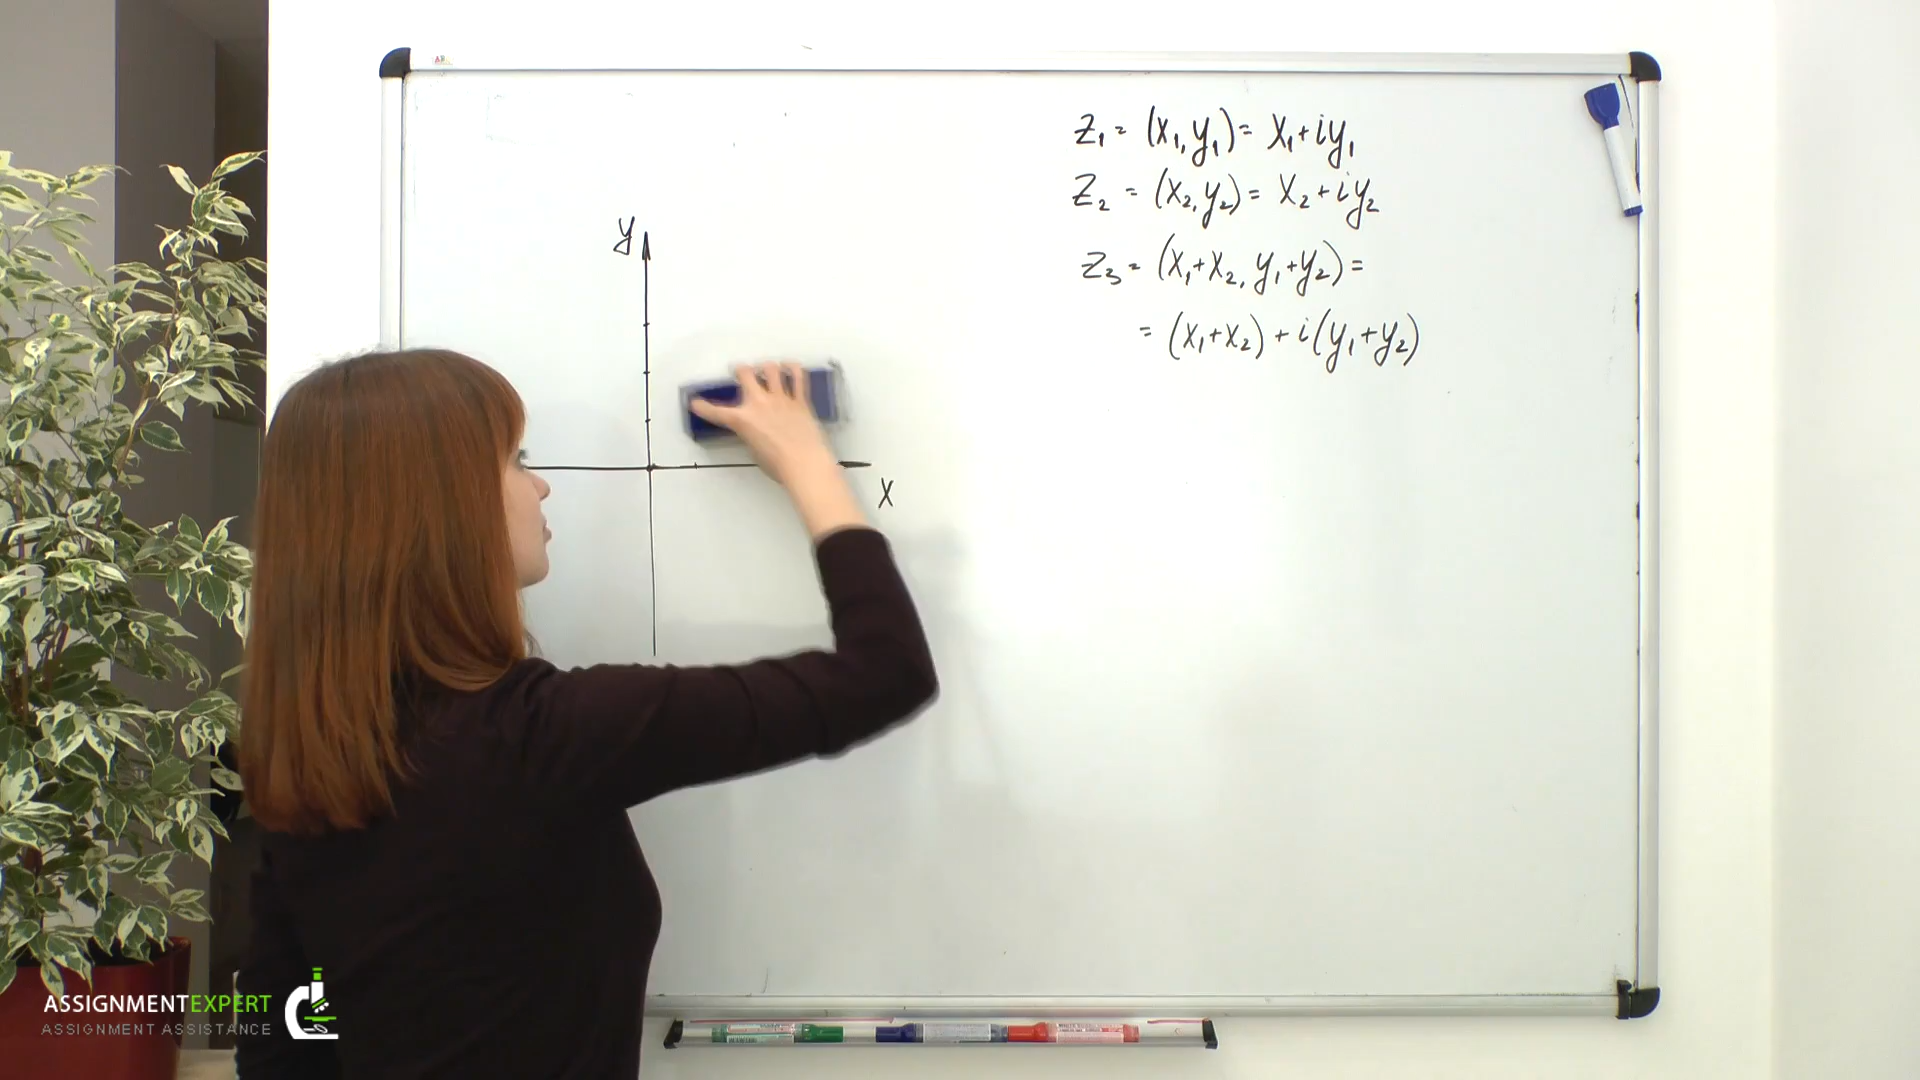 Z₁ = (x₁, y₁) = x₁ + iy₁
Z₂ = (x₂, y₂) = x₂ + iy₂
Z₃ = (x₁+x₂, y₁+y₂) =
= (x₁+x₂) + i(y₁+y₂)
y
x
ASSIGNMENTEXPERT
ASSIGNMENT ASSISTANCE